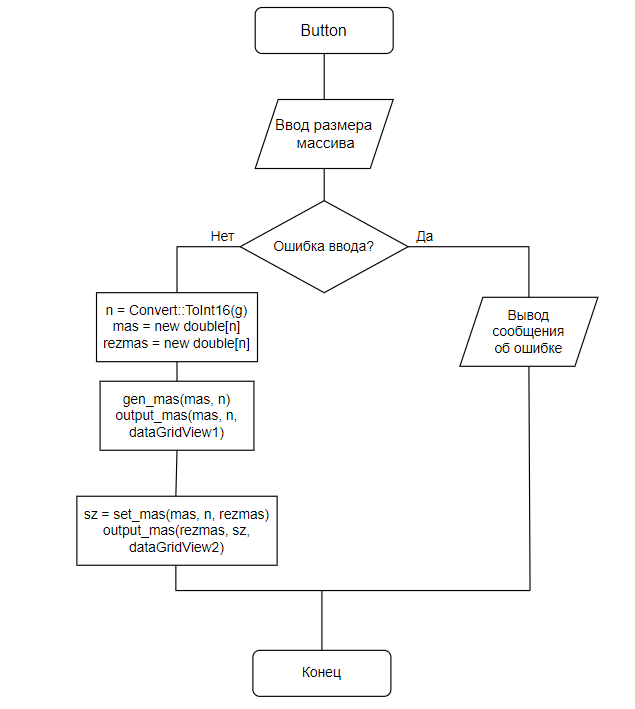 Button
Ввод размера
массива
Ошибка ввода?
Нет
Да
n = Convert::ToInt16(g)
mas = new double[n]
rezmas = new double[n]
Вывод
сообщения
об ошибке
gen_mas(mas, n)
output_mas(mas, n,
dataGridView1)
sz = set_mas(mas, n, rezmas)
output_mas(rezmas, sz,
dataGridView2)
Конец